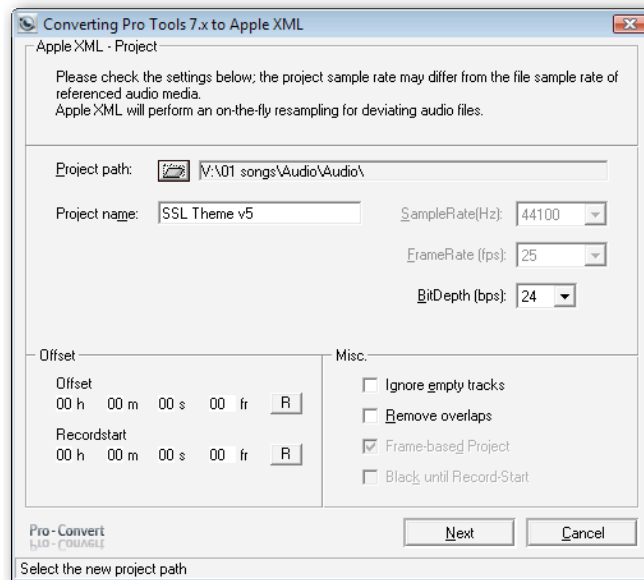 Converting Pro Tools 7.x to Apple XML
Apple XML - Project
Please check the settings below; the project sample rate may differ from the file sample rate of
referenced audio media.
Apple XML will perform an on-the-fly resampling for deviating audio files.
Project path: V:\01 songs\Audio\Audio\
Project name: SSL Theme v5 SampleRate(Hz): 44100
FrameRate (fps): 25
BitDepth (bps): 24
Offset Misc.
Offset Ignore empty tracks
00 h 00 m 00 s 00 fr R
Remove overlaps
Recordstart Frame-based Project
00 h 00 m 00 s 00 fr R
Black until Record-Start
Pro-Convert Next Cancel
Pro-Convert
Select the new project path